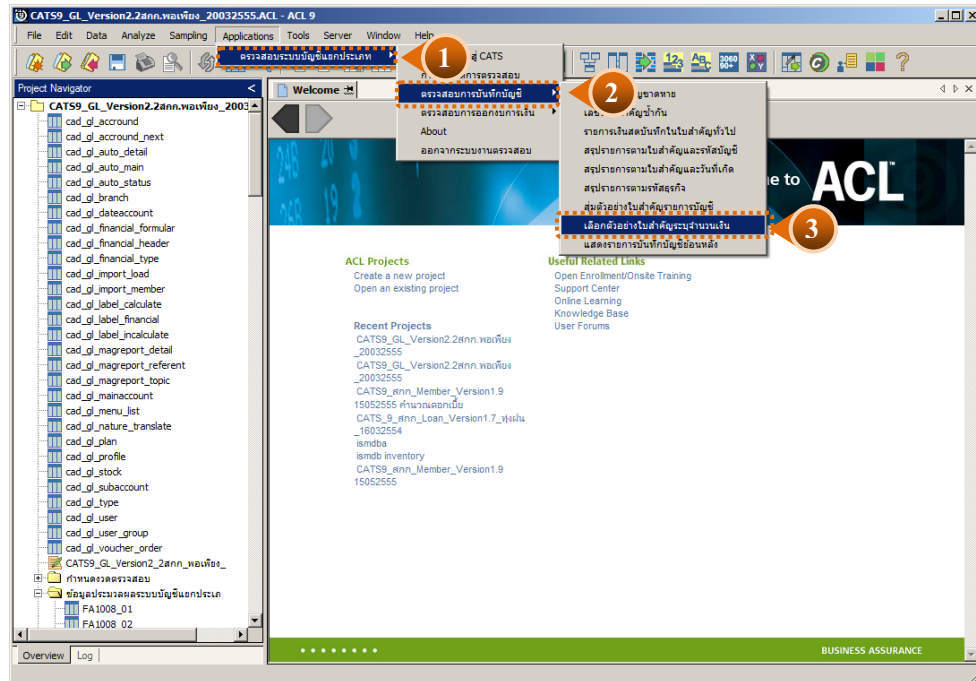 CATS9_GL_Version2.2สกก.พอเพียง_20032555.ACL - ACL 9
File Edit Data Analyze Sampling Applications Tools Server Window Help
ตรวจสอบระบบบัญชีแยกประเภท
1
สู่ CATS
การตรวจสอบ
ตรวจสอบการบันทึกบัญชี
2
ตรวจสอบการออกงบการเงิน
About
ออกจากระบบงานตรวจสอบ
ขาดหาย
รายการเงินสดบันทึกในใบสำคัญทั่วไป
สรุปรายการตามใบสำคัญและรหัสบัญชี
สรุปรายการตามใบสำคัญและวันที่เกิด
สรุปรายการตามรหัสธุรกิจ
สุ่มตัวอย่างใบสำคัญรายการบัญชี
เลือกตัวอย่างใบสำคัญระบุจำนวนเงิน
3
แสดงรายการบันทึกบัญชีย้อนหลัง
Project Navigator <
CATS9_GL_Version2.2สกก.พอเพียง_2003
cad_gl_accround
cad_gl_accround_next
cad_gl_auto_detail
cad_gl_auto_main
cad_gl_auto_status
cad_gl_branch
cad_gl_dateaccount
cad_gl_financial_formular
cad_gl_financial_header
cad_gl_financial_type
cad_gl_import_load
cad_gl_import_member
cad_gl_label_calculate
cad_gl_label_financial
cad_gl_label_incalculate
cad_gl_magreport_detail
cad_gl_magreport_referent
cad_gl_magreport_topic
cad_gl_mainaccount
cad_gl_menu_list
cad_gl_nature_translate
cad_gl_plan
cad_gl_profile
cad_gl_stock
cad_gl_subaccount
cad_gl_type
cad_gl_user
cad_gl_user_group
cad_gl_voucher_order
CATS9_GL_Version2_2สกก_พอเพียง_
กำหนดงวดตรวจสอบ
ข้อมูลประมวลผลระบบบัญชีแยกประเภ
FA1008_01
FA1008_02
Overview Log
Welcome
e to ACL
ACL Projects
Create a new project
Open an existing project
Recent Projects
CATS9_GL_Version2.2สกก.พอเพียง
_20032555
CATS9_GL_Version2.2สกก.พอเพียง
_20032555
CATS9_สกก_Member_Version1.9
15052555 คำนวณดอกเบี้ย
CATS_9_สกก_Loan_Version1.7_ทุ่งฝน
_16032554
ismdba
ismdb inventory
CATS9_สกก_Member_Version1.9
15052555
Useful Related Links
Open Enrollment/Onsite Training
Support Center
Online Learning
Knowledge Base
User Forums
BUSINESS ASSURANCE